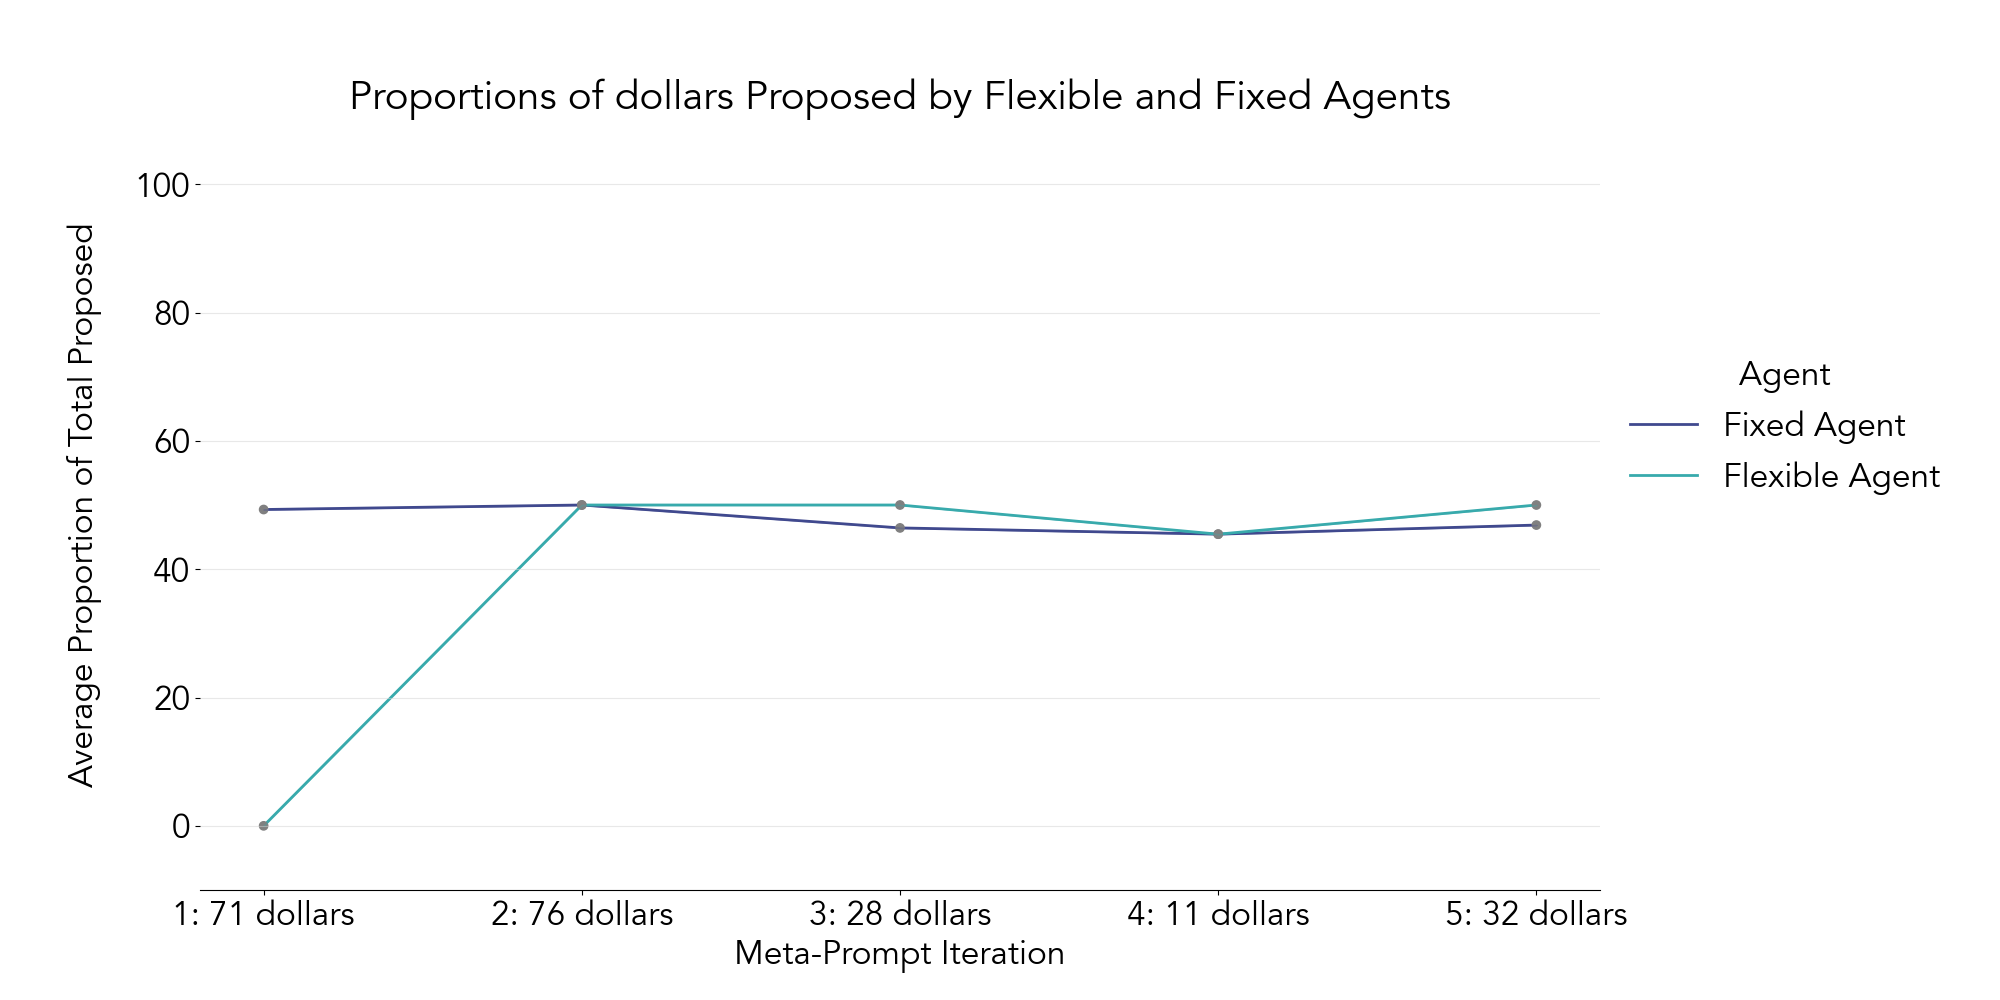 Proportions of dollars Proposed by Flexible and Fixed Agents
Average Proportion of Total Proposed
100
80
60
40
20
0
1: 71 dollars
2: 76 dollars
3: 28 dollars
4: 11 dollars
5: 32 dollars
Meta-Prompt Iteration
Agent
Fixed Agent
Flexible Agent